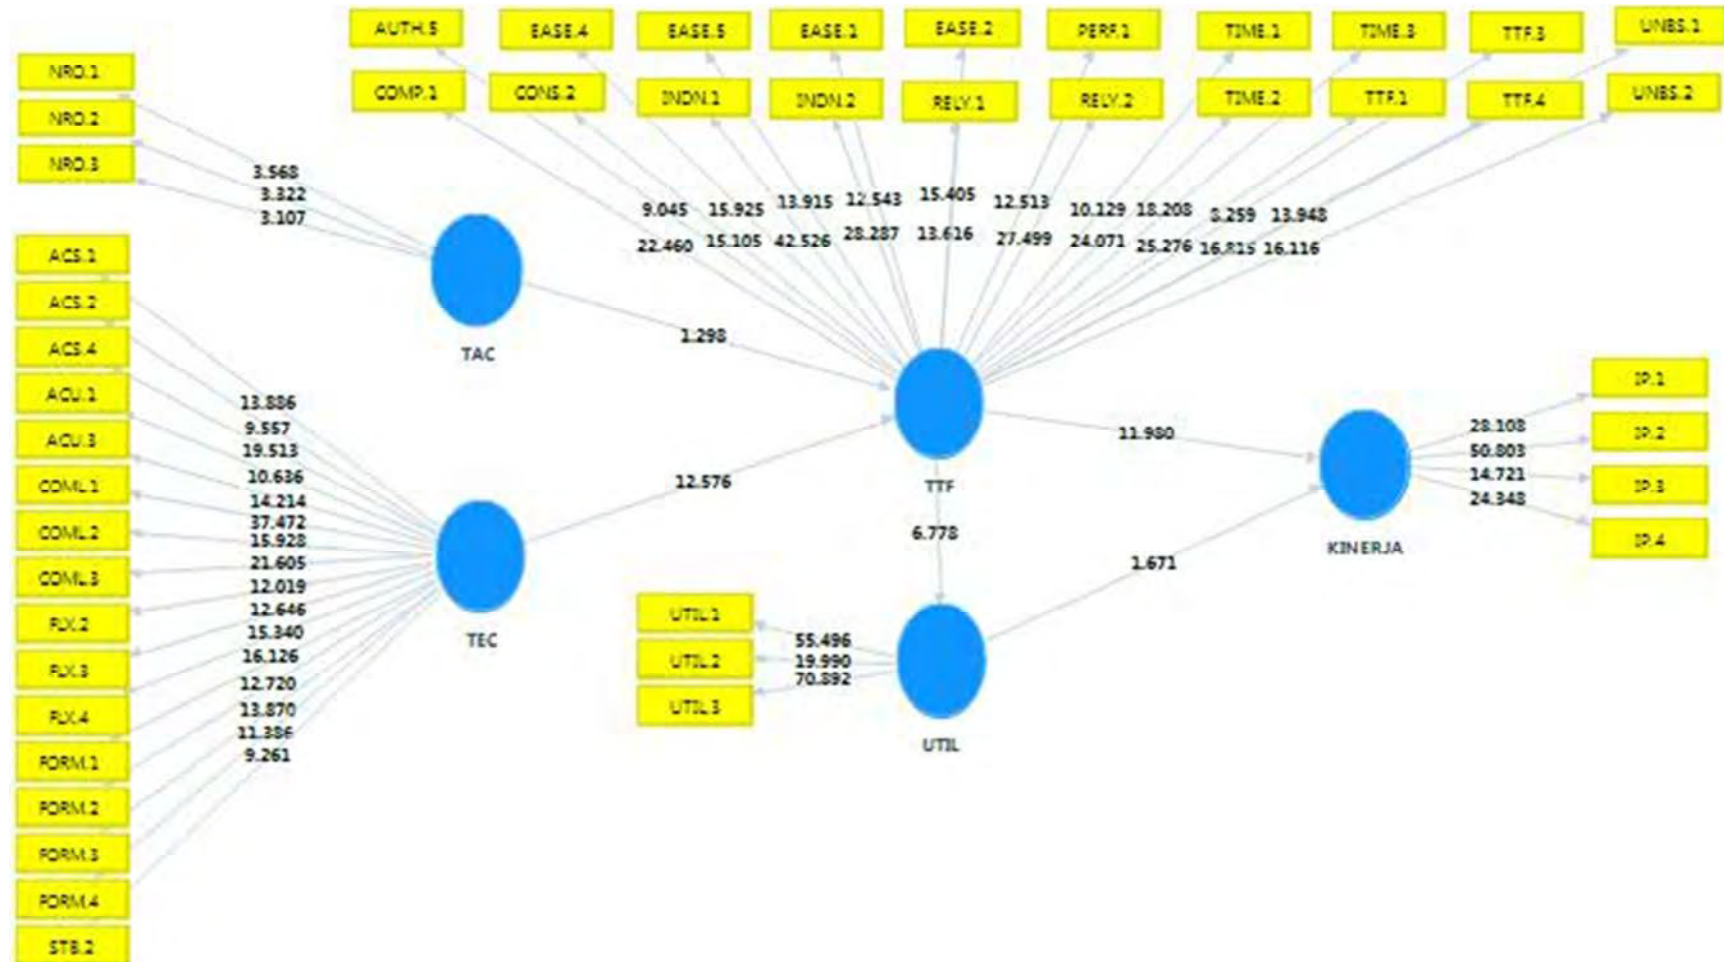 AUTH.5 EASE.4 EASE.5 EASE.1 EASE.2 PERF.1 TIME.1 TIME.3 TTF.3 UNBS.1
COMP.1 CONS.2 INDN.1 INDN.2 RELY.1 RELY.2 TIME.2 TTF.1 TTF.4 UNBS.2
NRO.1
NRO.2
NRO.3
3.568
3.322
3.107
9.045 15.925 13.915 12.543 15.405 12.513 10.129 18.208 8.259 13.948
22.460 15.105 42.526 28.287 13.616 27.499 24.071 25.276 16.815 16.116
TAC
1.298
ACS.1
ACS.2
ACS.4
ACU.1
ACU.3
COML.1
COML.2
COML.3
FLX.2
FLX.3
FLX.4
FORM.1
FORM.2
FORM.3
FORM.4
STB.2
13.886
9.557
19.513
10.636
14.214
37.472
15.928
21.605
12.019
12.646
15.340
16.126
12.720
13.870
11.386
9.261
TEC
12.576
TTF
11.980
6.778
1.671
KINERJA
28.108
50.803
14.721
24.348
IP.1
IP.2
IP.3
IP.4
UTIL.1
UTIL.2
UTIL.3
55.496
19.990
70.892
UTIL